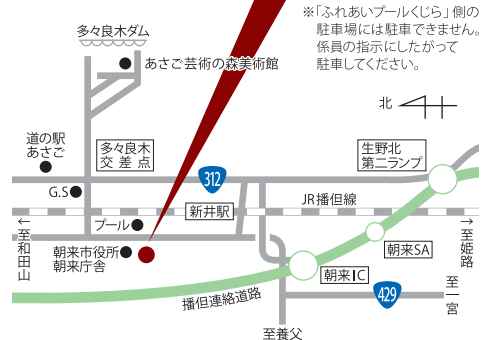 ※「ふれあいプールくじら」側の
駐車場には駐車できません。
係員の指示にしたがって
駐車してください。
多々良木ダム
あさご芸術の森美術館
北
道の駅
あさご
多々良木
交差点
生野北
第二ランプ
312
G.S
新井駅
JR播但線
プール
←至和田山
→至姫路
朝来市役所
朝来庁舎
朝来SA
朝来IC
播但連絡道路
429
至一宮
至養父